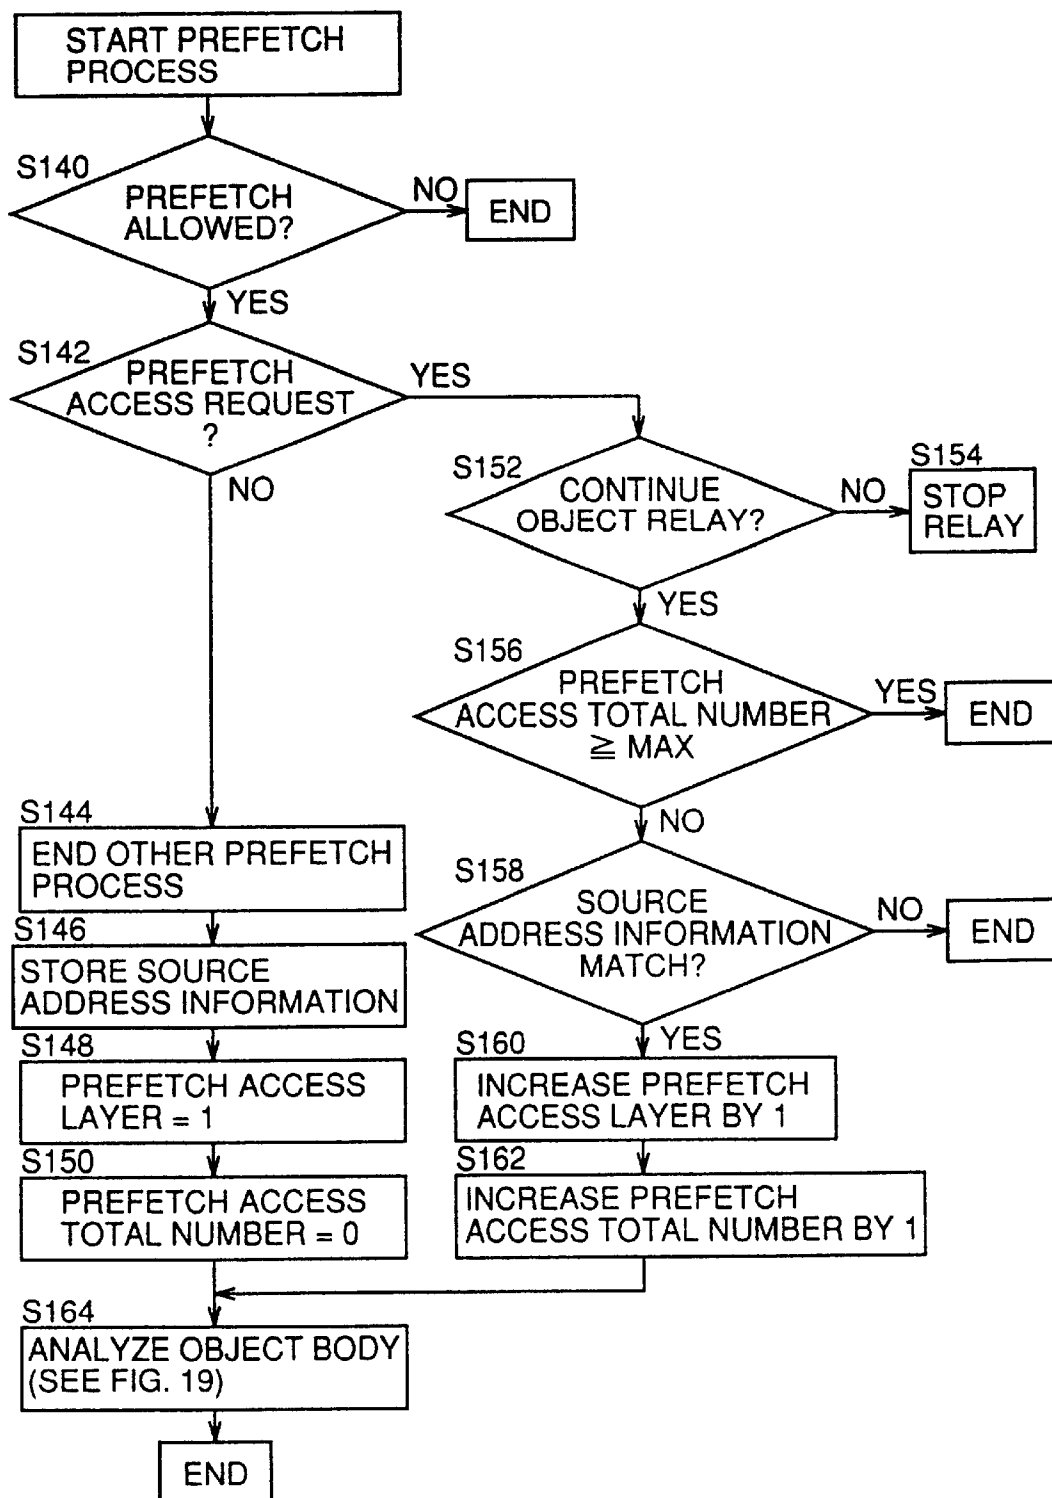 START PREFETCH
PROCESS
S140
PREFETCH
ALLOWED?
NO
END
YES
S142
PREFETCH
ACCESS REQUEST
?
YES
NO
S152
CONTINUE
OBJECT RELAY?
NO
S154
STOP
RELAY
YES
S156
PREFETCH
ACCESS TOTAL NUMBER
≧ MAX
YES
END
NO
S158
SOURCE
ADDRESS INFORMATION
MATCH?
NO
END
YES
S144
END OTHER PREFETCH
PROCESS
S146
STORE SOURCE
ADDRESS INFORMATION
S148
PREFETCH ACCESS
LAYER = 1
S150
PREFETCH ACCESS
TOTAL NUMBER = 0
S160
INCREASE PREFETCH
ACCESS LAYER BY 1
S162
INCREASE PREFETCH
ACCESS TOTAL NUMBER BY 1
S164
ANALYZE OBJECT BODY
(SEE FIG. 19)
END